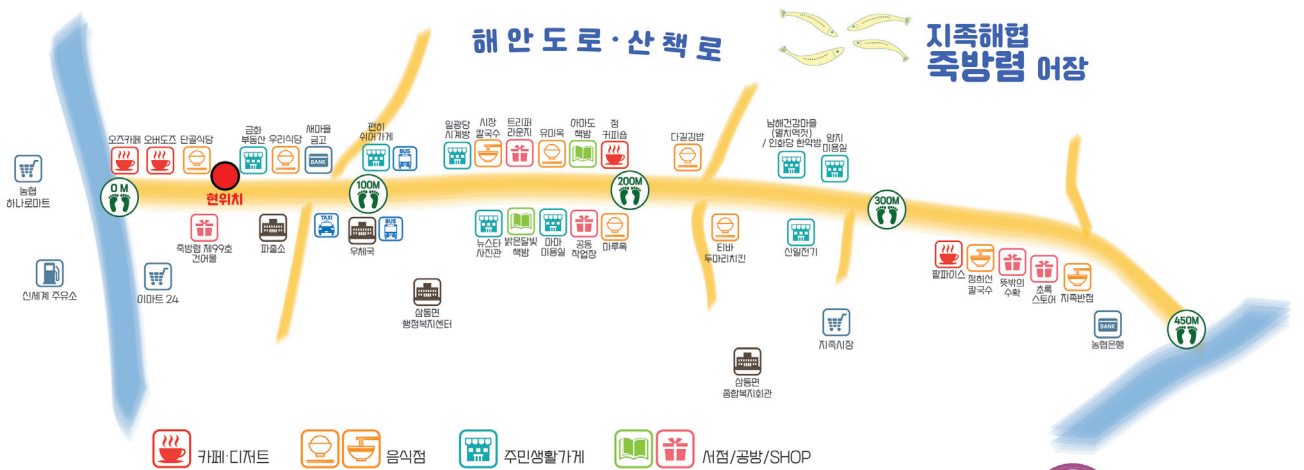 해안도로·산책로
지족해협
죽방렴 어장
오즈카페
오버도즈
단골식당
금화
부동산
우리식당
새마을
금고
BANK
편히
쉬어가게
BUS
일광당
시계방
시장
칼국수
트리퍼
라운지
유미옥
아마도
책방
정
커피숍
다길김밥
남해건강마을
(멸치액젓)
/ 인화당 한약방
양지
미용실
농협
하나로마트
0 M
현위치
100M
200M
300M
450M
죽방렴 제99호
건어물
파출소
TAXI
우체국
BUS
뉴스타
사진관
밝은달빛
책방
마마
미용실
공동
작업장
마루욕
티바
두마리치킨
신일전기
팥파이스
정희선
칼국수
뜻밖의
수확
초록
스토어
지족반점
신세계 주유소
이마트 24
삼동면
행정복지센터
지족시장
BANK
농협은행
삼동면
종합복지회관
카페·디저트
음식점
주민생활가게
서점/공방/SHOP